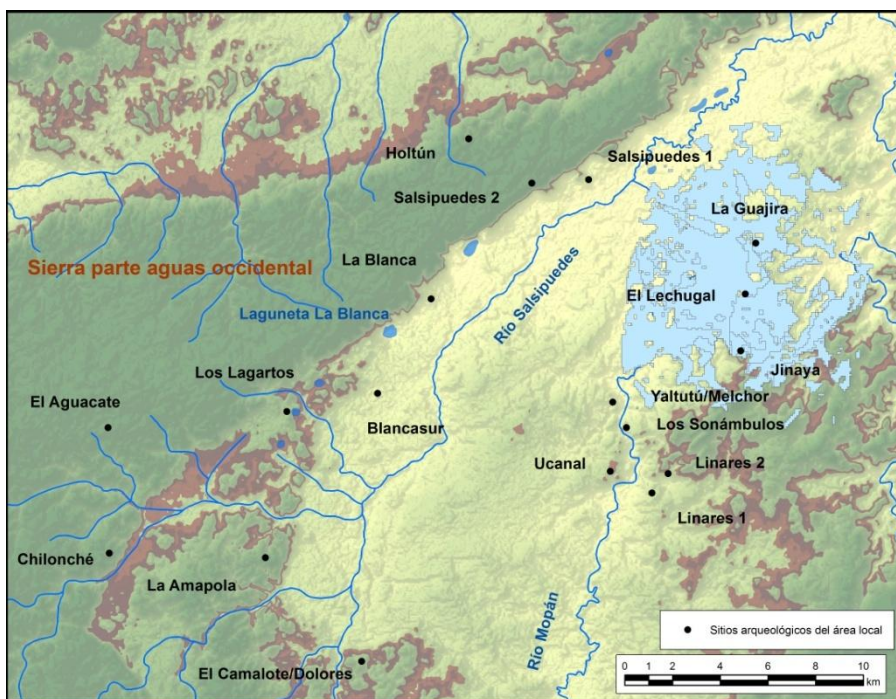 Holtún
Salsipuedes 1
Salsipuedes 2
La Guajira
La Blanca
Sierra parte aguas occidental
Río Salsipuedes
El Lechugal
Laguneta La Blanca
Los Lagartos
Jinaya
El Aguacate
Yaltutú/Melchor
Blancasur
Los Sonámbulos
Ucanal
Linares 2
Linares 1
Chilonché
La Amapola
Río Mopán
El Camalote/Dolores
Sitios arqueológicos del área local
0 1 2 4 6 8 10
km